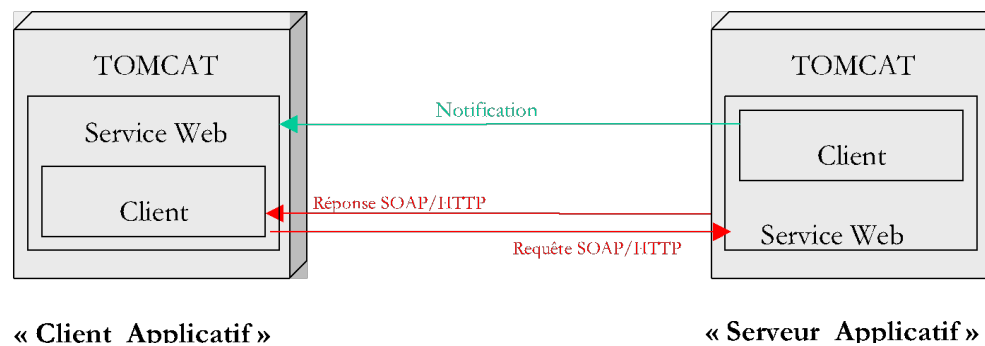 TOMCAT
Service Web
Client
« Client Applicatif »
Notification
Réponse SOAP/HTTP
Requête SOAP/HTTP
TOMCAT
Client
Service Web
« Serveur Applicatif »